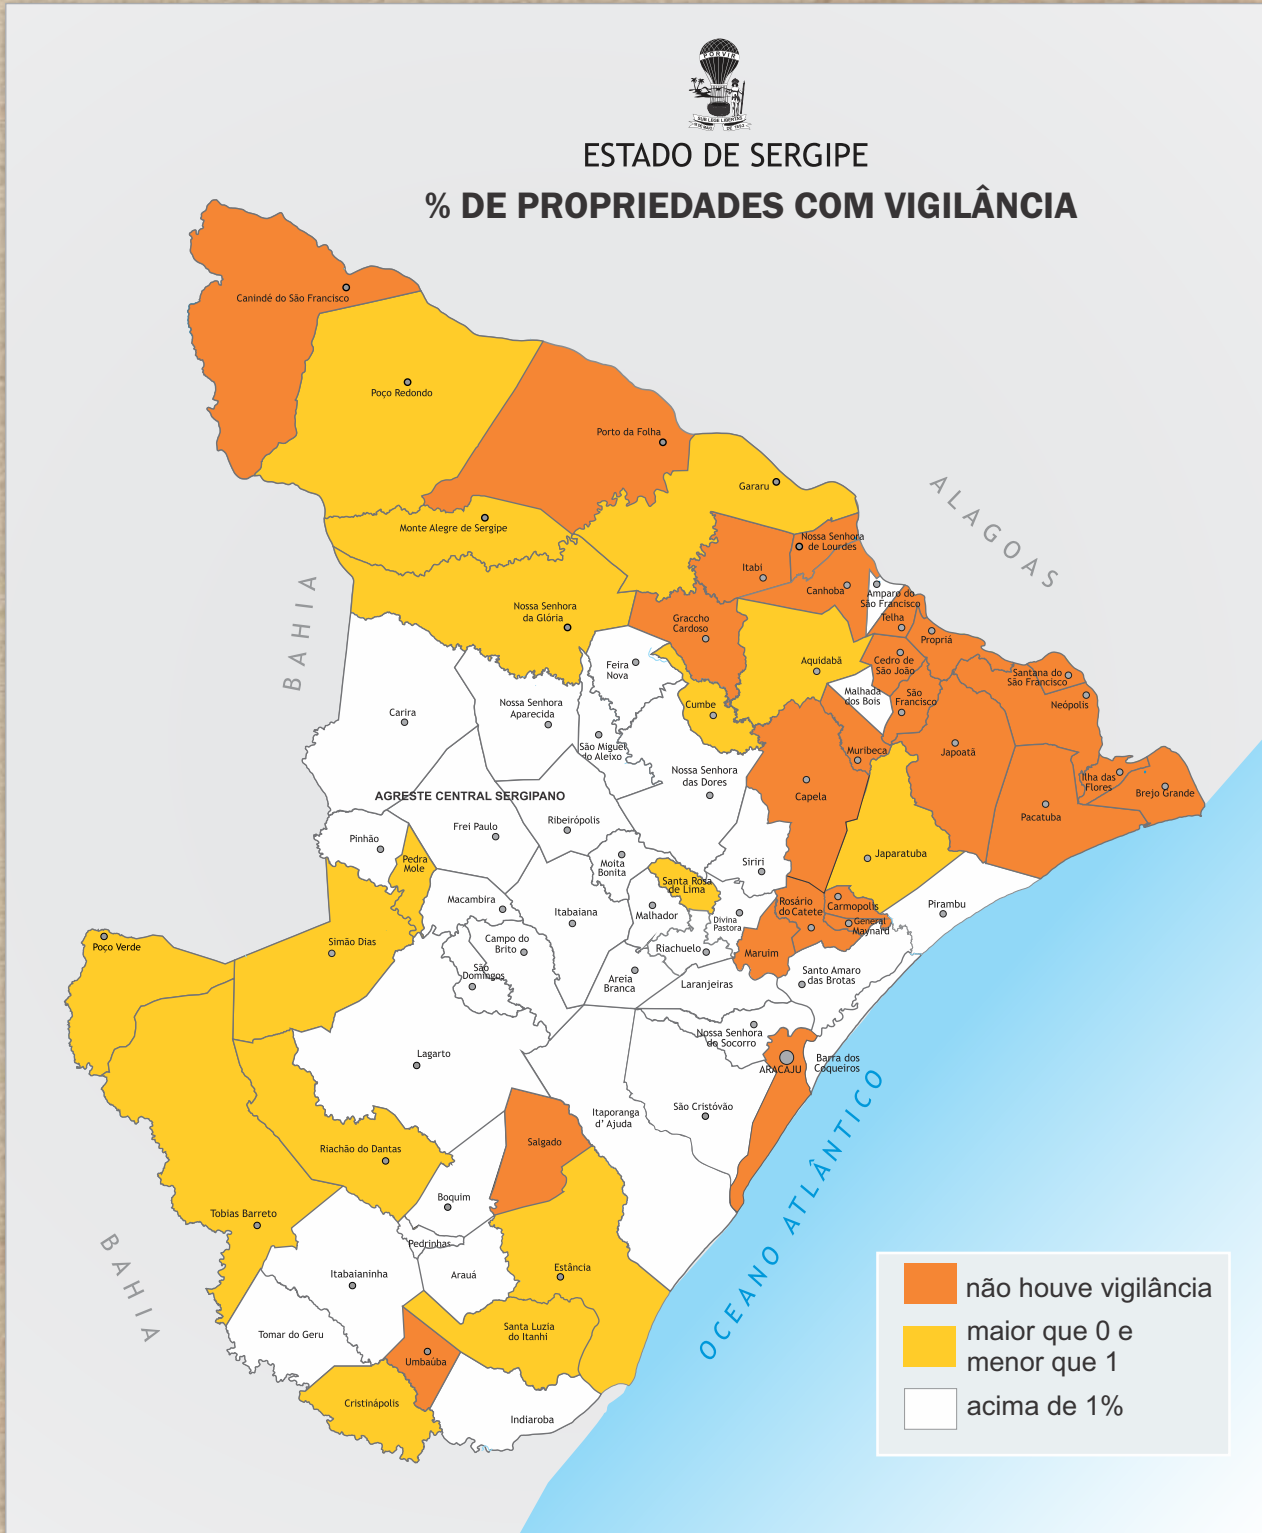 PORVIR
SUB LEGE LIBERTAS
ESTADO DE SERGIPE
% DE PROPRIEDADES COM VIGILÂNCIA
Canindé do São Francisco
Poço Redondo
Porto da Folha
Gararu
Monte Alegre de Sergipe
ALAGOAS
Nossa Senhora
de Lourdes
Itabi
Canhoba
Amparo do
São Francisco
BAHIA
Nossa Senhora
da Glória
Graccho
Cardoso
Telha
Propriá
Feira
Nova
Aquidabã
Cedro de
São João
Santana do
São Francisco
Malhada
dos Bois
São
Francisco
Neópolis
Carira
Nossa Senhora
Aparecida
Cumbe
São Miguel
do Aleixo
Muribeca
Japoatã
Nossa Senhora
das Dores
Capela
Ilha das
Flores
Brejo Grande
AGRESTE CENTRAL SERGIPANO
Pacatuba
Frei Paulo
Ribeirópolis
Pinhão
Pedra
Mole
Moita
Bonita
Siriri
Japaratuba
Santa Rosa
de Lima
Macambira
Itabaiana
Malhador
Divina
Pastora
Rosário
do Catete
Carmopolis
General
Maynard
Pirambu
Poço Verde
Simão Dias
Campo do
Brito
Riachuelo
Maruim
São
Domingos
Areia
Branca
Laranjeiras
Santo Amaro
das Brotas
Nossa Senhora
do Socorro
Lagarto
ARACAJU
Barra dos
Coqueiros
Itaporanga
d' Ajuda
São Cristóvão
Salgado
Riachão do Dantas
Boquim
Tobias Barreto
Pedrinhas
OCEANO ATLÂNTICO
BAHIA
Itabaianinha
Arauá
Estância
Tomar do Geru
Santa Luzia
do Itanhi
Umbaúba
Cristinápolis
Indiaroba
não houve vigilância
maior que 0 e
menor que 1
acima de 1%